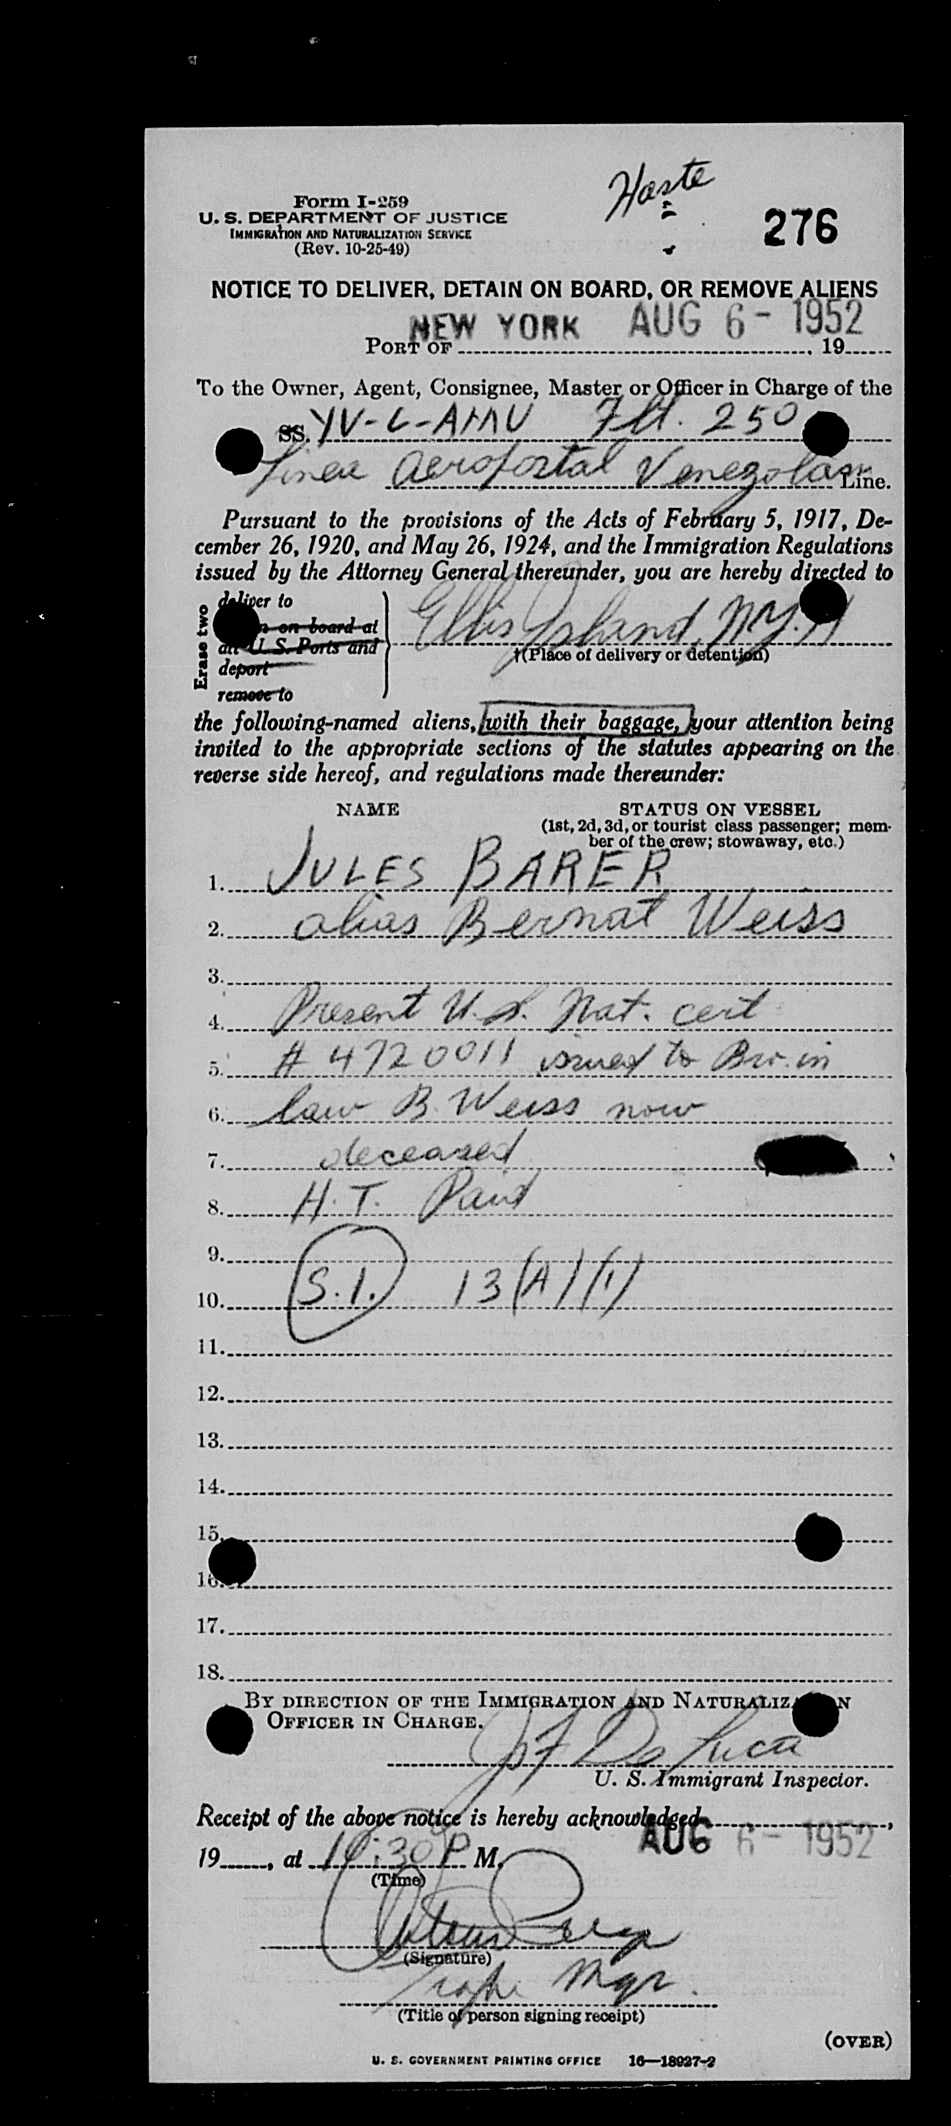 Haste
Form I-259
U. S. DEPARTMENT OF JUSTICE
IMMIGRATION AND NATURALIZATION SERVICE
(Rev. 10-25-49)
276
NOTICE TO DELIVER, DETAIN ON BOARD, OR REMOVE ALIENS
NEW YORK AUG 6 - 1952
PORT OF , 19
To the Owner, Agent, Consignee, Master or Officer in Charge of the
SS. YV-C-AMU Flt. 250
Linea Aeropostal Venezolana Line.
Pursuant to the provisions of the Acts of February 5, 1917, De-
cember 26, 1920, and May 26, 1924, and the Immigration Regulations
issued by the Attorney General thereunder, you are hereby directed to
Erase two
deliver to
on board at
all U. S. Ports and
deport
remove to
Ellis Island, N.Y. H
†(Place of delivery or detention)
the following-named aliens, with their baggage, your attention being
invited to the appropriate sections of the statutes appearing on the
reverse side hereof, and regulations made thereunder:
NAME STATUS ON VESSEL
(1st, 2d, 3d, or tourist class passenger; mem-
ber of the crew; stowaway, etc.)
1. JULES BARER
2. alias Bernat Weiss
3.
4. Present U.S. Nat. cert
5. # 4720011 issued to Bro. in
6. law B. Weiss now
7. deceased
8. H.T. Paid
9.
10. S.I. 13(A)(1)
11.
12.
13.
14.
15.
16.
17.
18.
BY DIRECTION OF THE IMMIGRATION AND NATURALIZATION
OFFICER IN CHARGE.
J F De Luca
U. S. Immigrant Inspector.
Receipt of the above notice is hereby acknowledged ,
AUG 6 - 1952
19 , at :30 P M.
(Time)
(Signature)
Mgr.
(Title of person signing receipt)
(OVER)
U. S. GOVERNMENT PRINTING OFFICE 16—18927-2